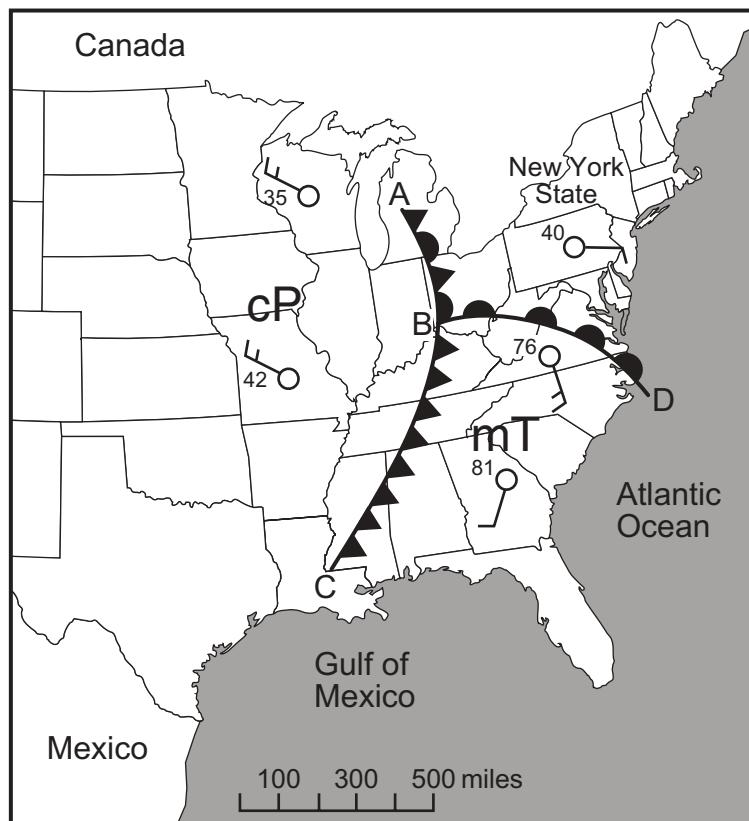 Canada
A
New York
State
35
40
cP
B
76
42
D
mT
81
Atlantic
Ocean
C
Gulf of
Mexico
Mexico
100 300 500 miles